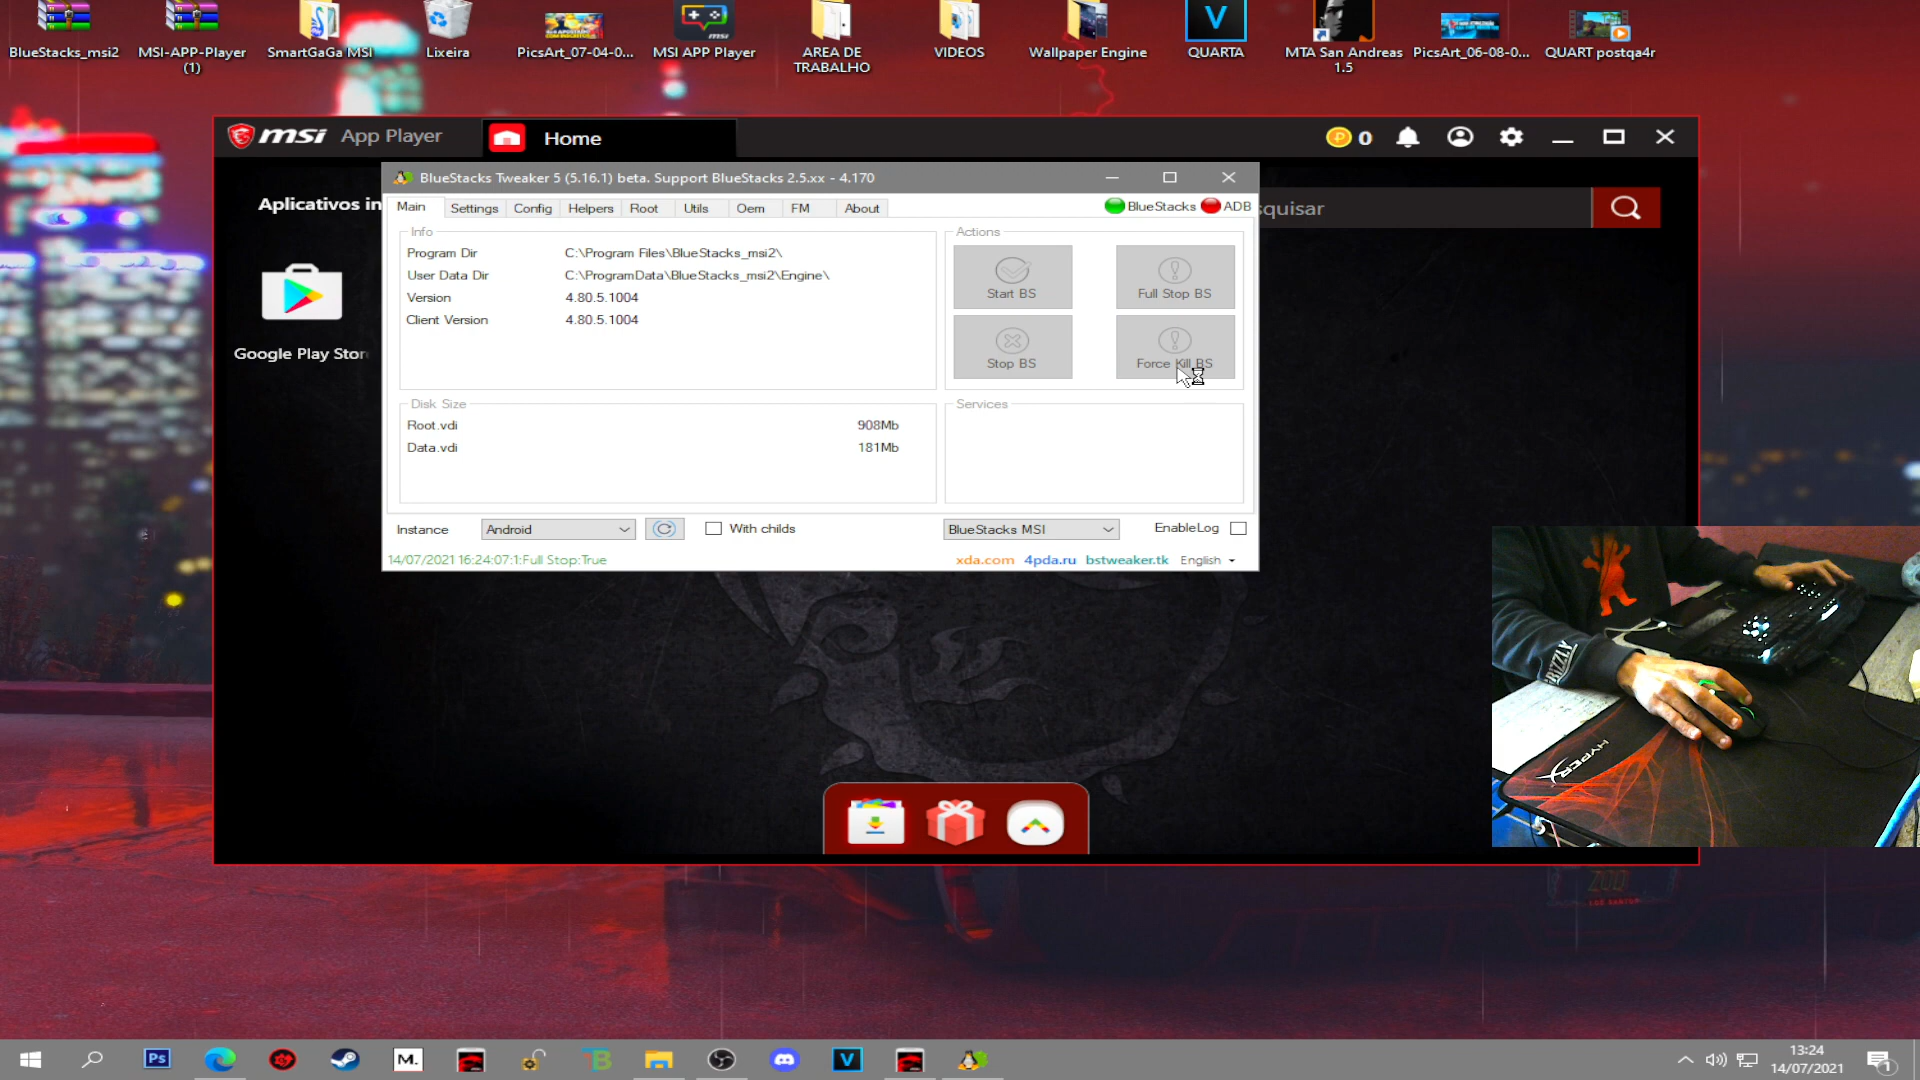 BlueStacks_msi2
MSI-APP-Player
(1)
SmartGaGa MSI
Lixeira
PicsArt_07-04-0...
MSI APP Player
AREA DE
TRABALHO
VIDEOS
Wallpaper Engine
QUARTA
MTA San Andreas
1.5
PicsArt_06-08-0...
QUART postqa4r
msi App Player
Home
0
Aplicativos in
squisar
Google Play Stor
BlueStacks Tweaker 5 (5.16.1) beta. Support BlueStacks 2.5.xx - 4.170
Main Settings Config Helpers Root Utils Oem FM About
BlueStacks ADB
Info
Program Dir C:\Program Files\BlueStacks_msi2\
User Data Dir C:\ProgramData\BlueStacks_msi2\Engine\
Version 4.80.5.1004
Client Version 4.80.5.1004
Actions
Start BS Full Stop BS
Stop BS Force Kill BS
Disk Size
Root.vdi 908Mb
Data.vdi 181Mb
Services
Instance Android With childs BlueStacks MSI EnableLog
14/07/2021 16:24:07:1:Full Stop:True
xda.com 4pda.ru bstweaker.tk English
GRIZZLY
HYPERX
Ps
M.
V
13:24
14/07/2021
1